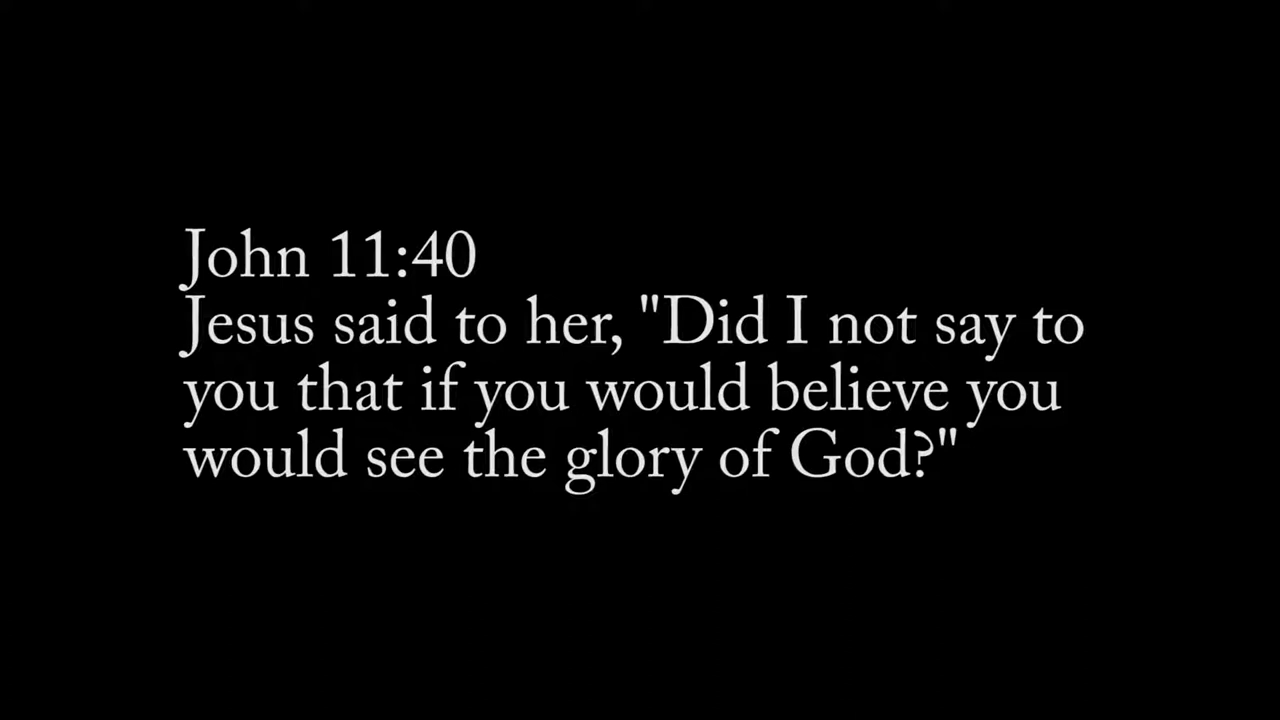 John 11:40
Jesus said to her, "Did I not say to
you that if you would believe you
would see the glory of God?"